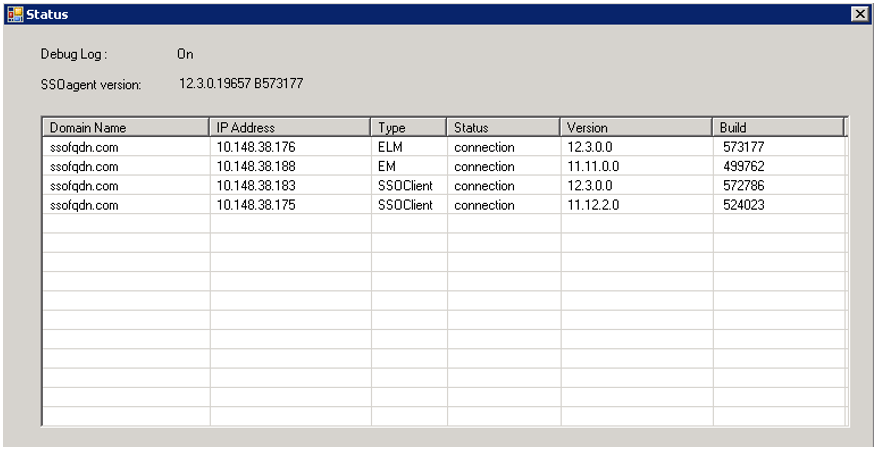 Status
Debug Log : On
SSOagent version: 12.3.0.19657 B573177
Domain Name IP Address Type Status Version Build
ssofqdn.com 10.148.38.176 ELM connection 12.3.0.0 573177
ssofqdn.com 10.148.38.188 EM connection 11.11.0.0 499762
ssofqdn.com 10.148.38.183 SSOClient connection 12.3.0.0 572786
ssofqdn.com 10.148.38.175 SSOClient connection 11.12.2.0 524023